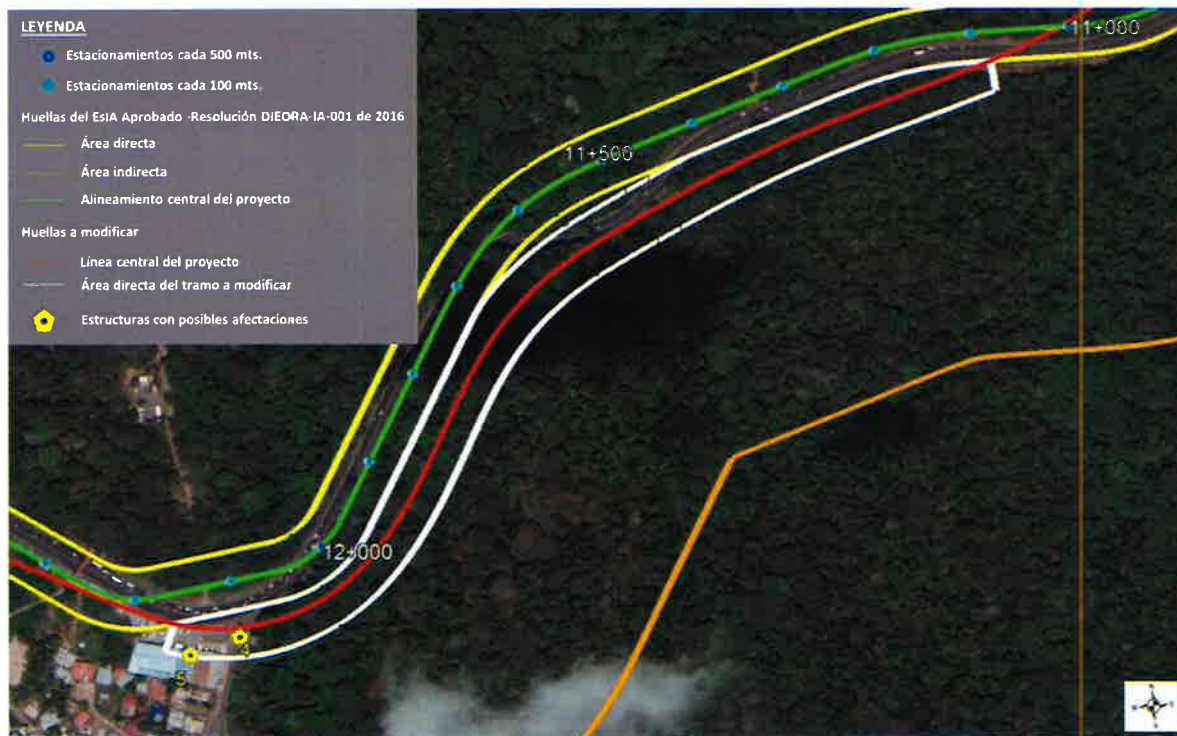 LEYENDA
Estacionamientos cada 500 mts.
Estacionamientos cada 100 mts.
Huellas del EsIA Aprobado -Resolución DIEORA-IA-001 de 2016
Área directa
Área indirecta
Alineamiento central del proyecto
Huellas a modificar
Línea central del proyecto
Área directa del tramo a modificar
Estructuras con posibles afectaciones
11+000
11+500
12+000
5